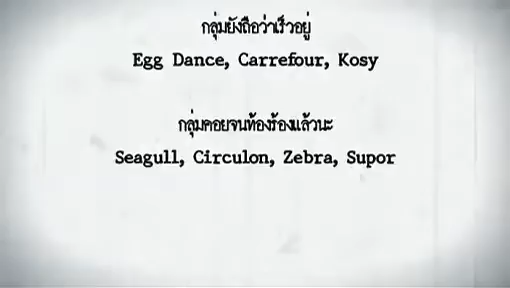 กลุ่มยังถือว่าเร็วอยู่
Egg Dance, Carrefour, Kosy
กลุ่มคอยจนท้องร้องแล้วนะ
Seagull, Circulon, Zebra, Supor